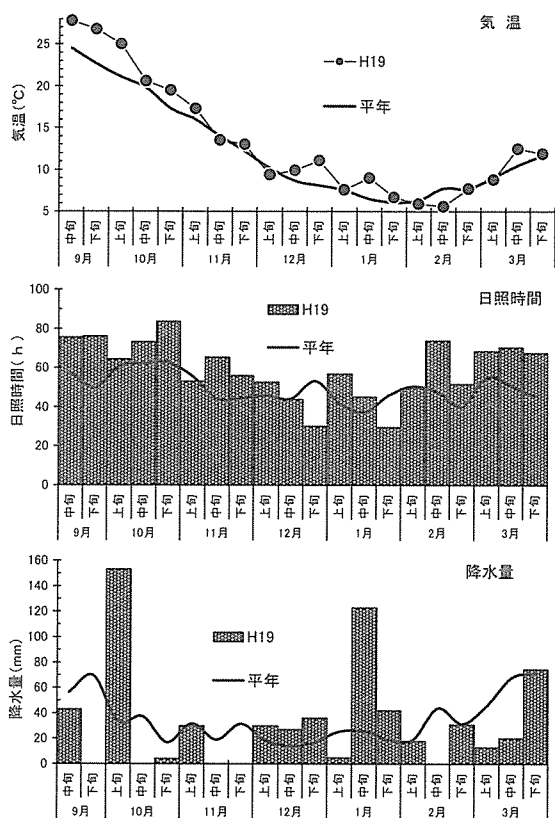 気 温
25
20
15
10
5
気温(℃)
H19
平年
中旬 下旬 上旬 中旬 下旬 上旬 中旬 下旬 上旬 中旬 下旬 上旬 中旬 下旬 上旬 中旬 下旬 上旬 中旬 下旬
9月 10月 11月 12月 1月 2月 3月
日照時間
100
80
60
40
20
0
日照時間(h)
H19
平年
中旬 下旬 上旬 中旬 下旬 上旬 中旬 下旬 上旬 中旬 下旬 上旬 中旬 下旬 上旬 中旬 下旬 上旬 中旬 下旬
9月 10月 11月 12月 1月 2月 3月
降水量
160
140
120
100
80
60
40
20
0
降水量(mm)
H19
平年
中旬 下旬 上旬 中旬 下旬 上旬 中旬 下旬 上旬 中旬 下旬 上旬 中旬 下旬 上旬 中旬 下旬 上旬 中旬 下旬
9月 10月 11月 12月 1月 2月 3月